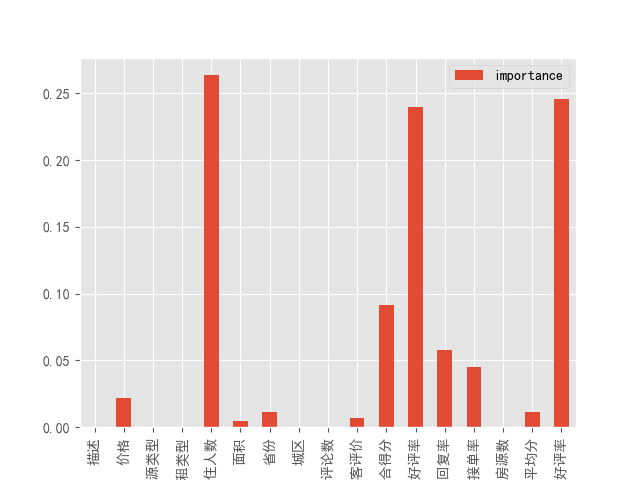 importance
0.25
0.20
0.15
0.10
0.05
0.00
描述
价格
源类型
租类型
住人数
面积
省份
城区
评论数
客评价
合得分
好评率
回复率
接单率
房源数
平均分
好评率